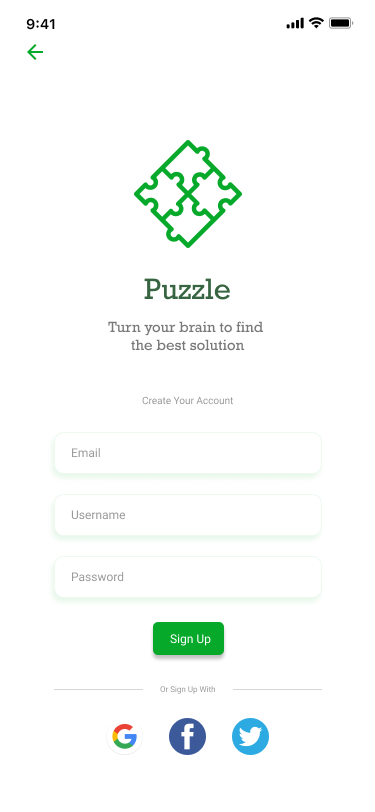 9:41
Puzzle
Turn your brain to find
the best solution
Create Your Account
Email
Username
Password
Sign Up
Or Sign Up With